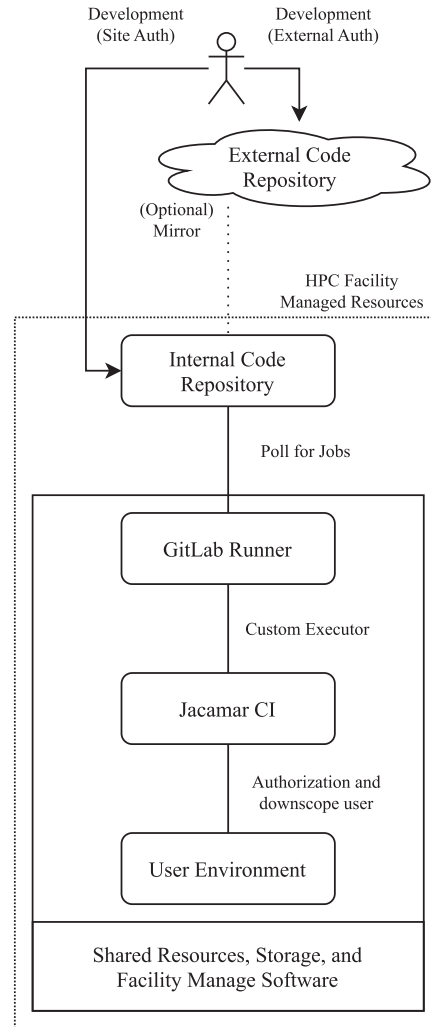 Development
(Site Auth)
Development
(External Auth)
External Code
Repository
(Optional)
Mirror
HPC Facility
Managed Resources
Internal Code
Repository
Poll for Jobs
GitLab Runner
Custom Executor
Jacamar CI
Authorization and
downscope user
User Environment
Shared Resources, Storage, and
Facility Manage Software